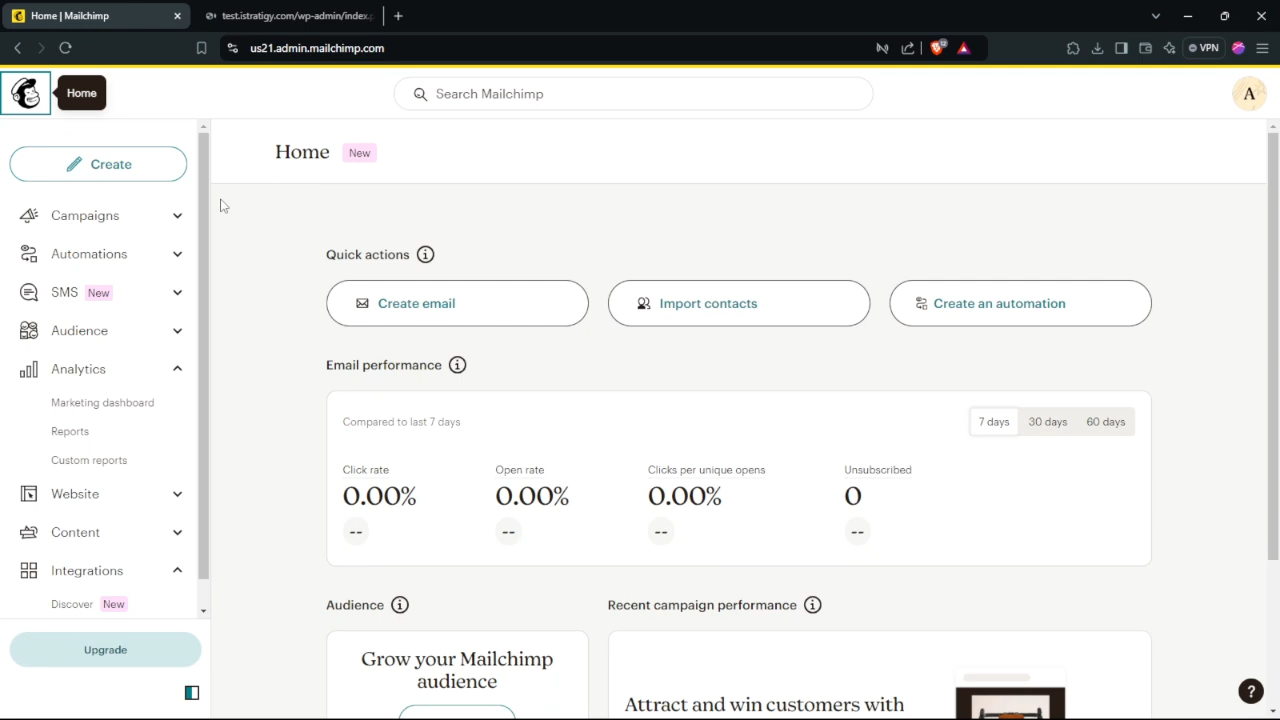 Home | Mailchimp
test.istratigy.com/wp-admin/index.p
us21.admin.mailchimp.com
VPN
Home
Search Mailchimp
A
Create
Home New
Campaigns
Automations
SMS New
Audience
Analytics
Marketing dashboard
Reports
Custom reports
Website
Content
Integrations
Discover New
Upgrade
Quick actions
Create email
Import contacts
Create an automation
Email performance
Compared to last 7 days
7 days 30 days 60 days
Click rate Open rate Clicks per unique opens Unsubscribed
0.00% 0.00% 0.00% 0
-- -- -- --
Audience
Recent campaign performance
Grow your Mailchimp
audience
Attract and win customers with
?